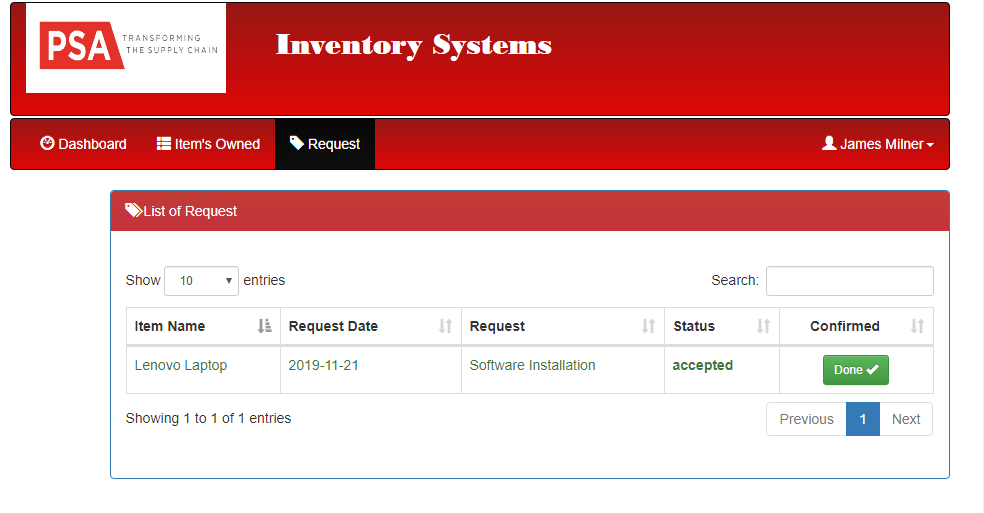 PSA TRANSFORMING
THE SUPPLY CHAIN
Inventory Systems
Dashboard Item's Owned Request James Milner
List of Request
Show 10 entries Search:
Item Name Request Date Request Status Confirmed
Lenovo Laptop 2019-11-21 Software Installation accepted Done
Showing 1 to 1 of 1 entries Previous 1 Next